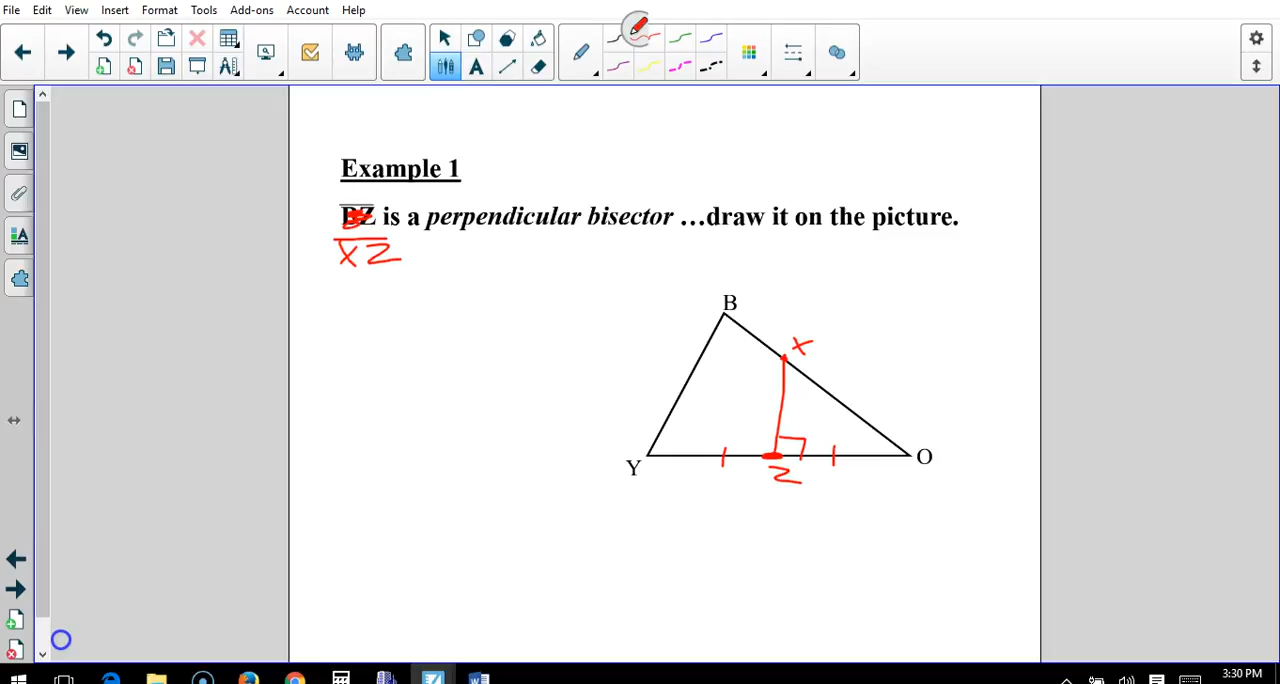 File Edit View Insert Format Tools Add-ons Account Help
Example 1
is a perpendicular bisector ...draw it on the picture.
XZ
B
X
Y
O
Z
3:30 PM